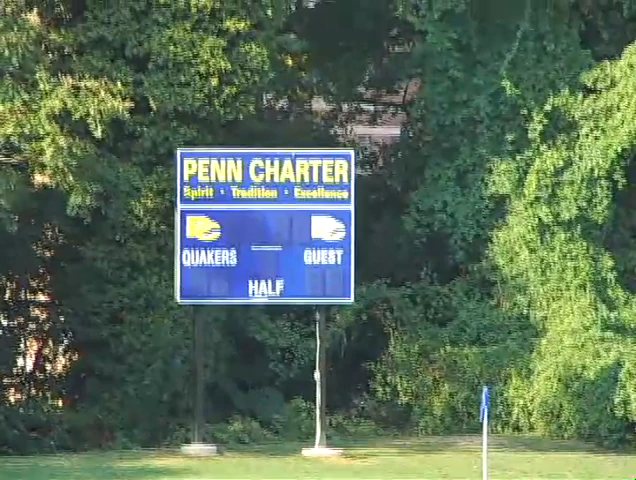 PENN CHARTER
Spirit · Tradition · Excellence
QUAKERS GUEST
HALF